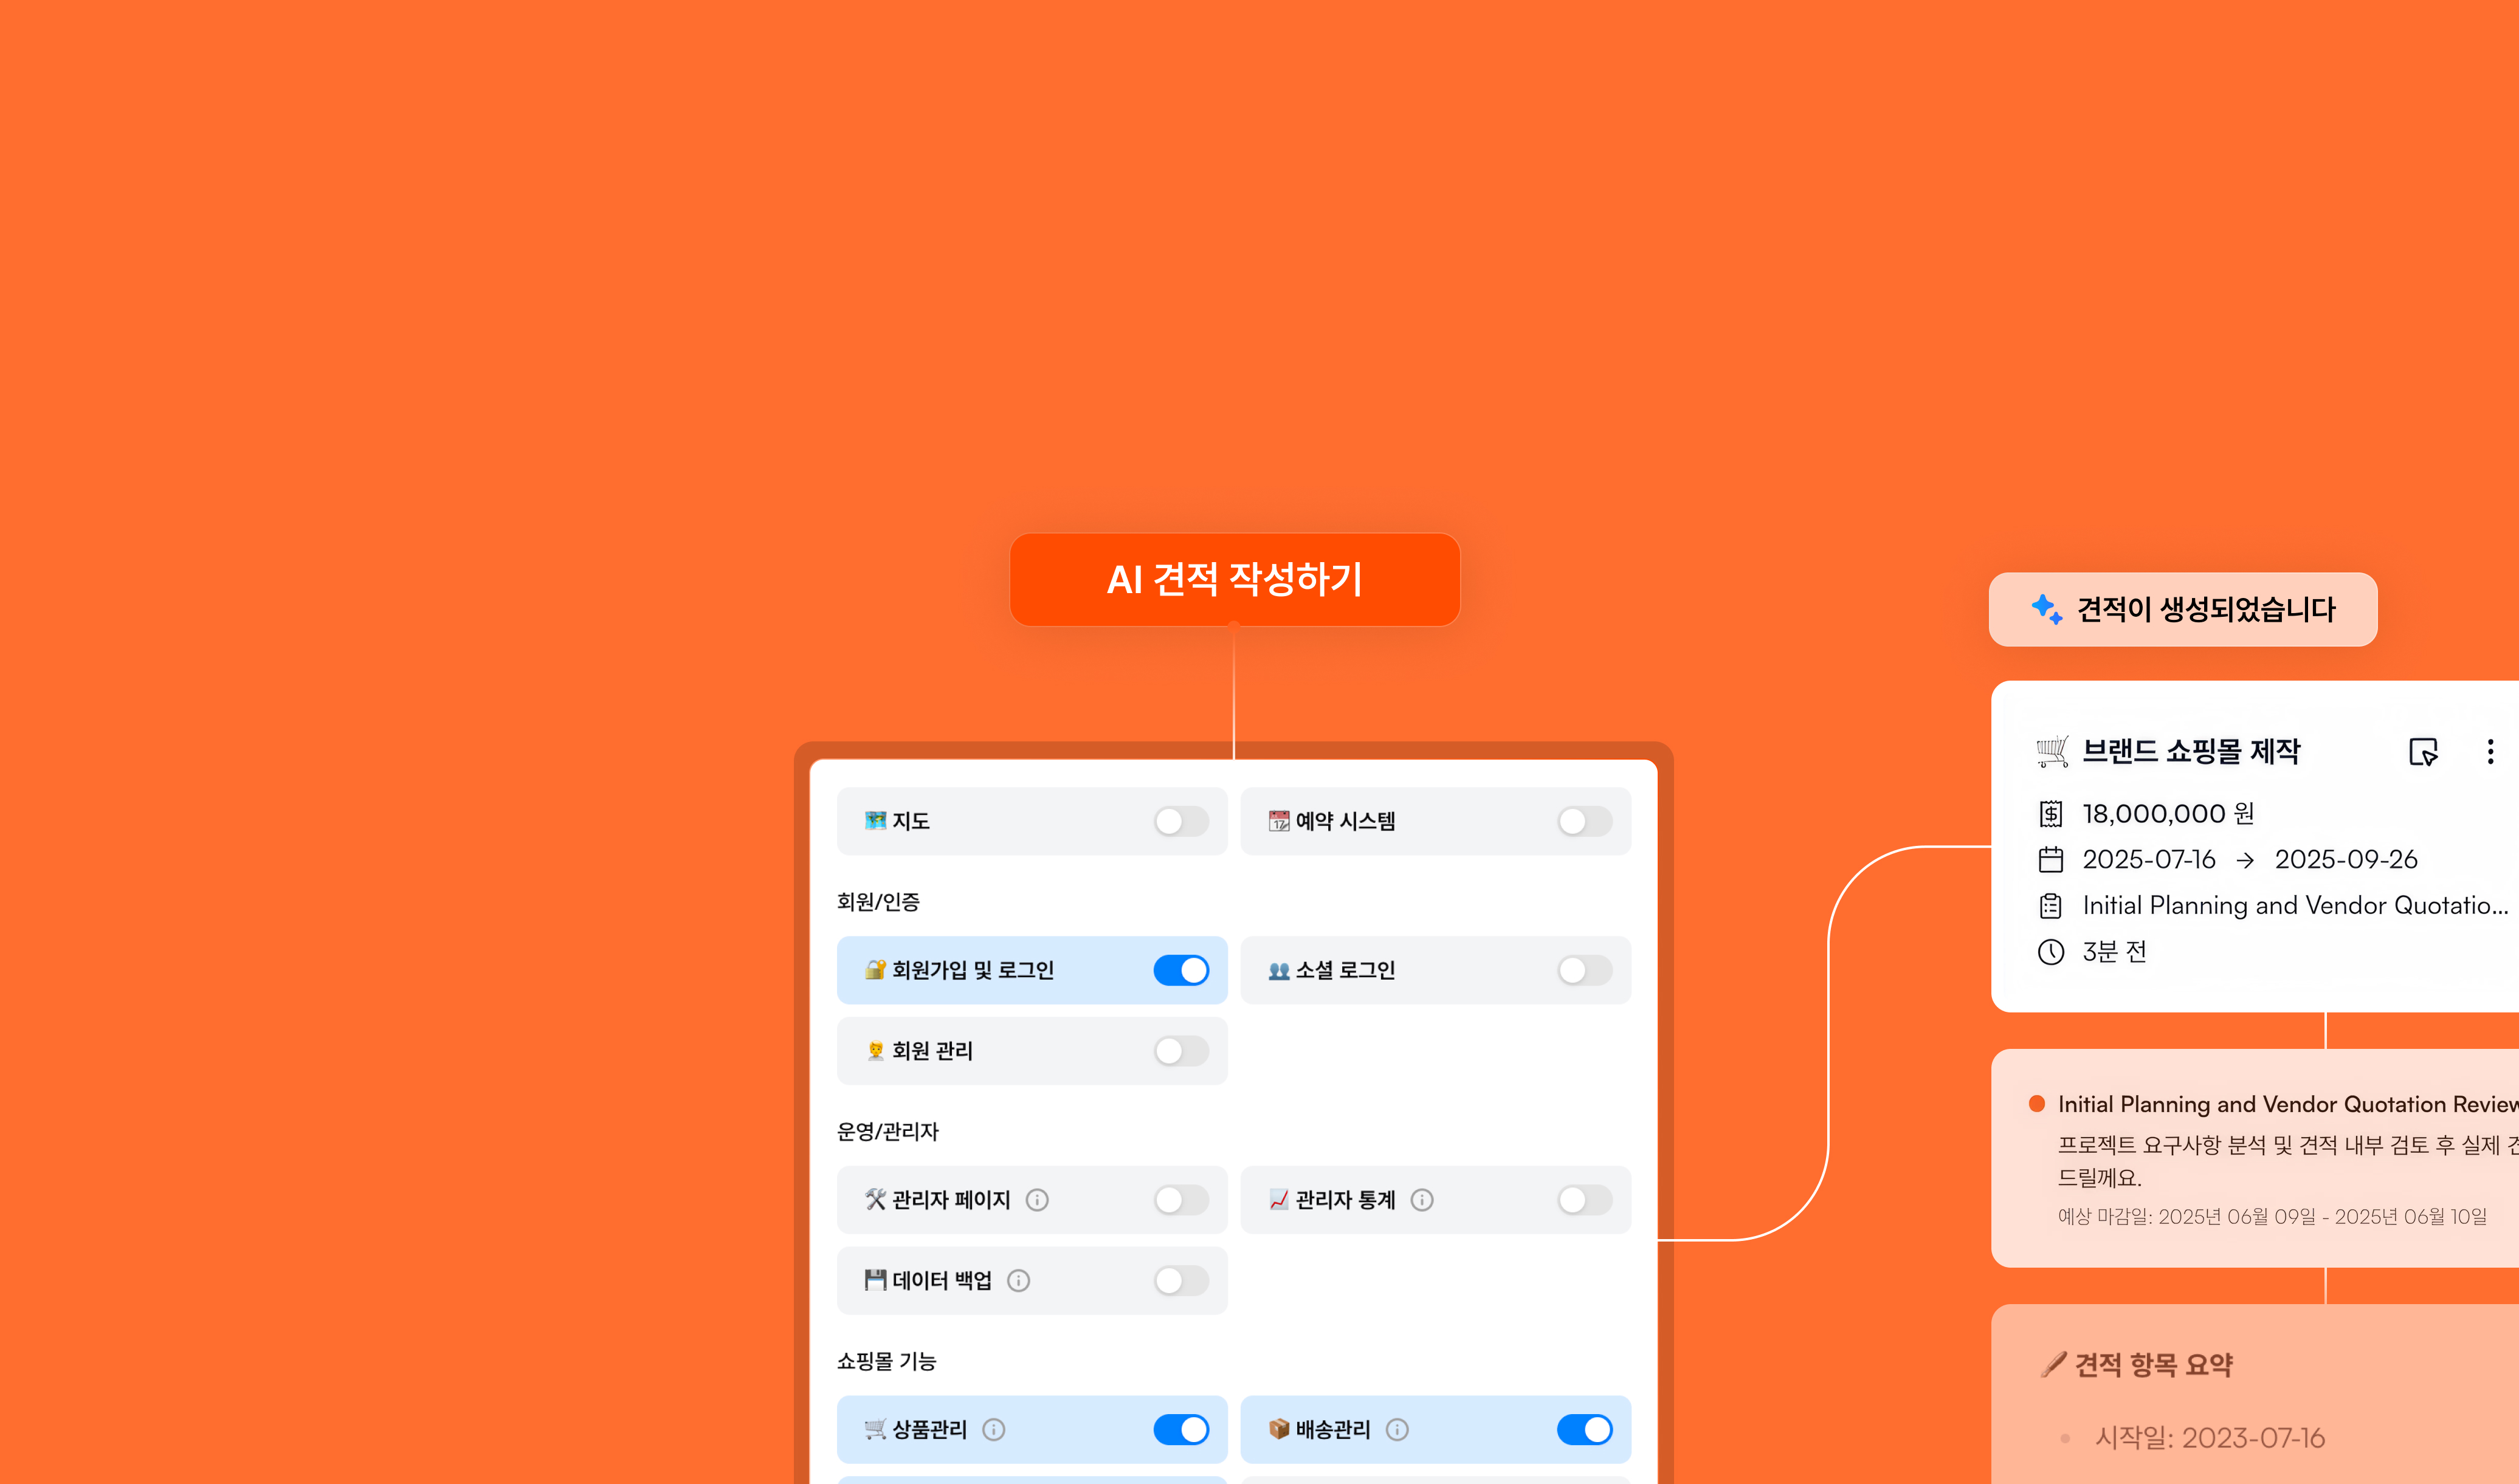 AI 견적 작성하기
지도
예약 시스템
회원/인증
회원가입 및 로그인
소셜 로그인
회원 관리
운영/관리자
관리자 페이지
관리자 통계
데이터 백업
쇼핑몰 기능
상품관리
배송관리
견적이 생성되었습니다
브랜드 쇼핑몰 제작
18,000,000 원
2025-07-16 → 2025-09-26
Initial Planning and Vendor Quotatio...
3분 전
Initial Planning and Vendor Quotation Review
프로젝트 요구사항 분석 및 견적 내부 검토 후 실제
드릴께요.
예상 마감일: 2025년 06월 09일 - 2025년 06월 10일
견적 항목 요약
시작일: 2023-07-16